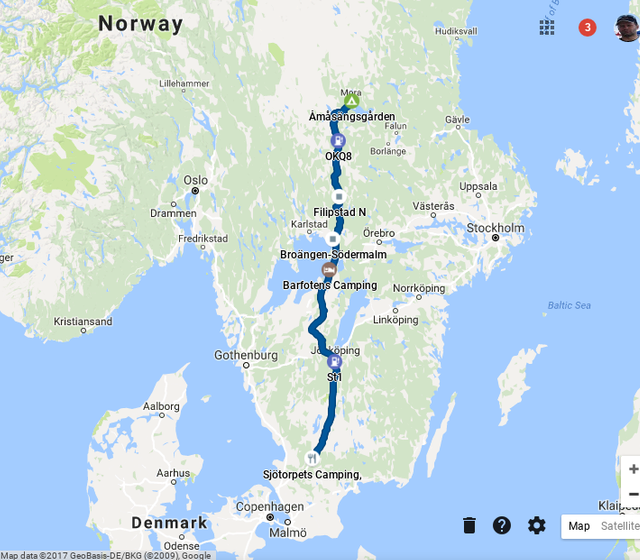 Norway
3
Hudiksvall
Lillehammer
Mora
Åmåsängsgården
Falun
Gävle
OKQ8
Borlänge
Oslo
Uppsala
Drammen
Filipstad N
Västerås
Karlstad
Örebro
Stockholm
Fredrikstad
Broängen-Södermalm
Barfotens Camping
Norrköping
Baltic Sea
Kristiansand
Linköping
Gothenburg
St1
Aalborg
Sjötorpets Camping,
Aarhus
Copenhagen
Malmö
Denmark
Odense
Map
Satellite
Map data ©2017 GeoBasis-DE/BKG (©2009), Google